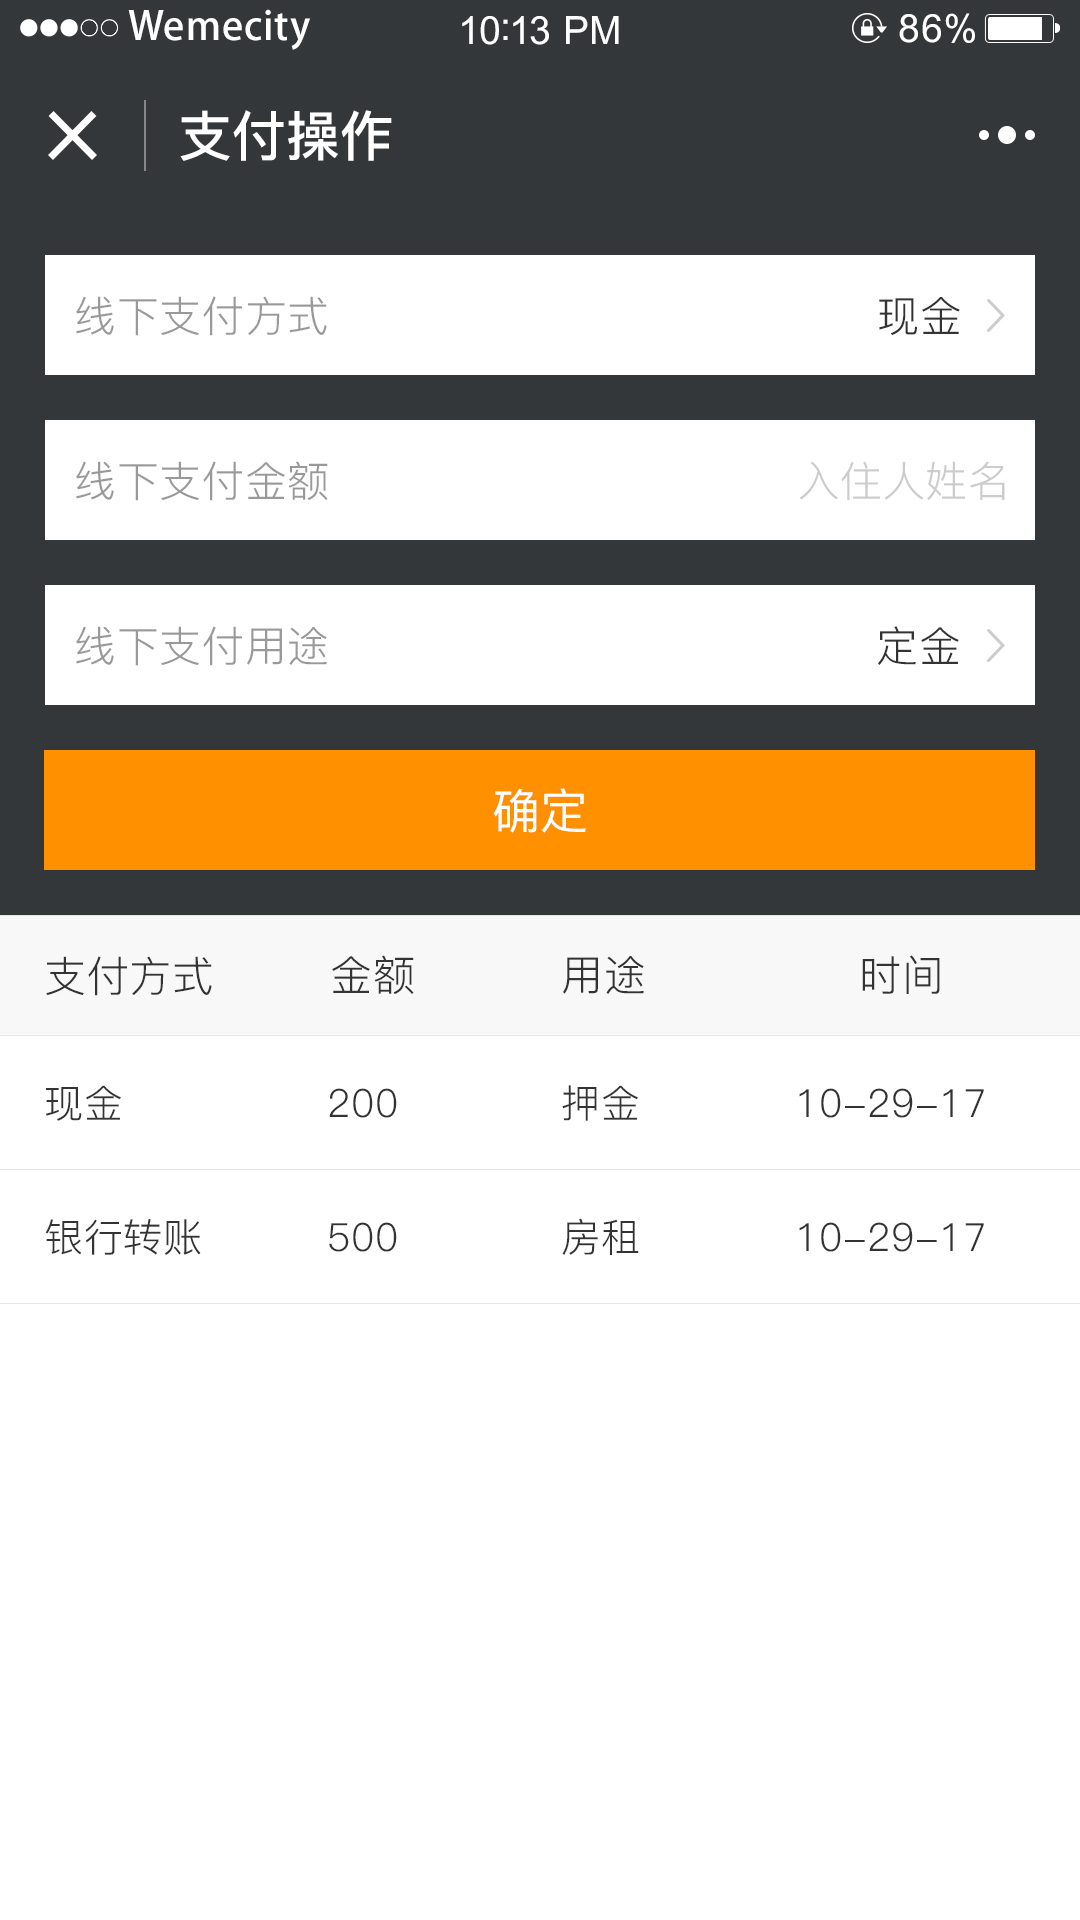 Wemecity 10:13 PM 86%
支付操作
线下支付方式 现金
线下支付金额 入住人姓名
线下支付用途 定金
确定
支付方式 金额 用途 时间
现金 200 押金 10-29-17
银行转账 500 房租 10-29-17